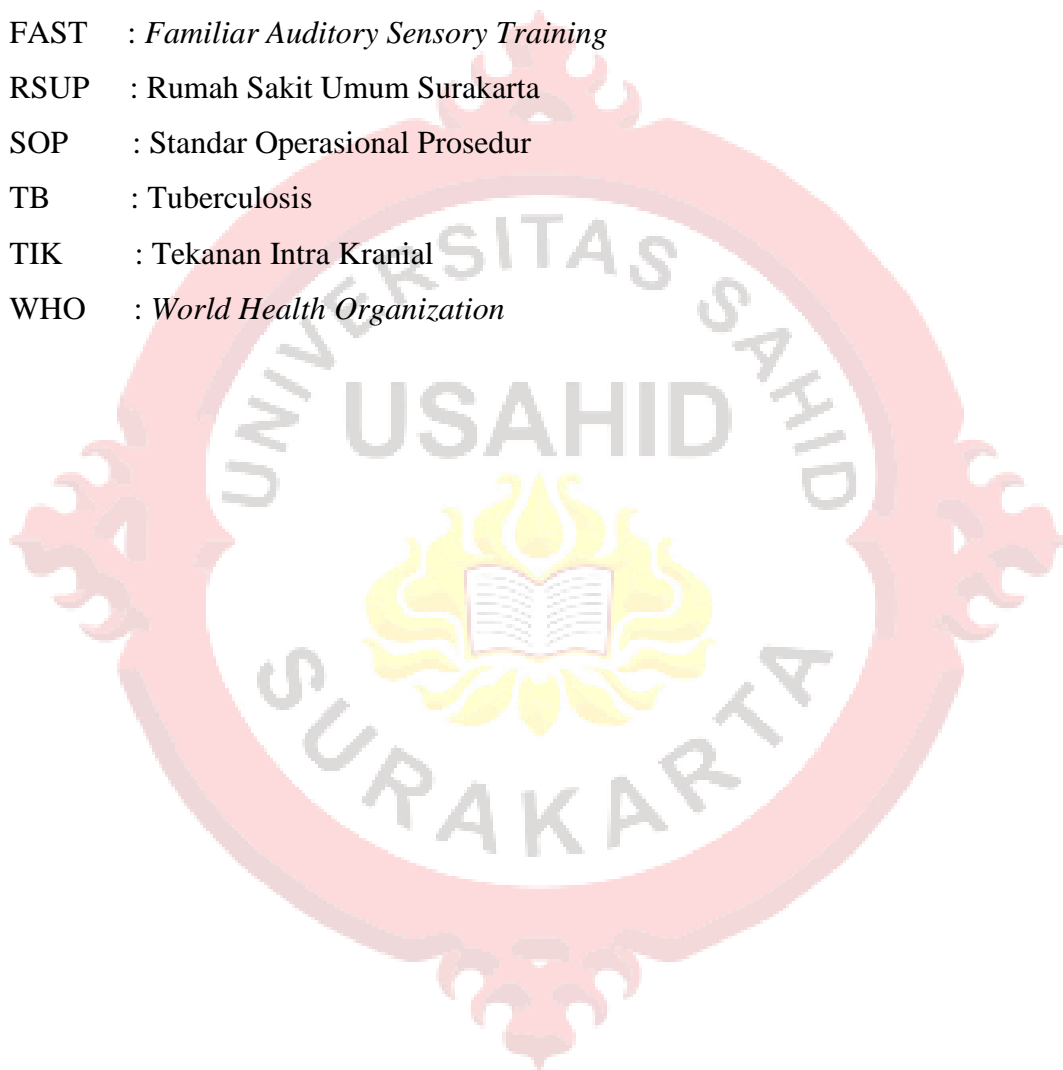 FAST : Familiar Auditory Sensory Training
RSUP : Rumah Sakit Umum Surakarta
SOP : Standar Operasional Prosedur
TB : Tuberculosis
TIK : Tekanan Intra Kranial
WHO : World Health Organization
UNIVERSITAS SAHID
USAHID
SURAKARTA